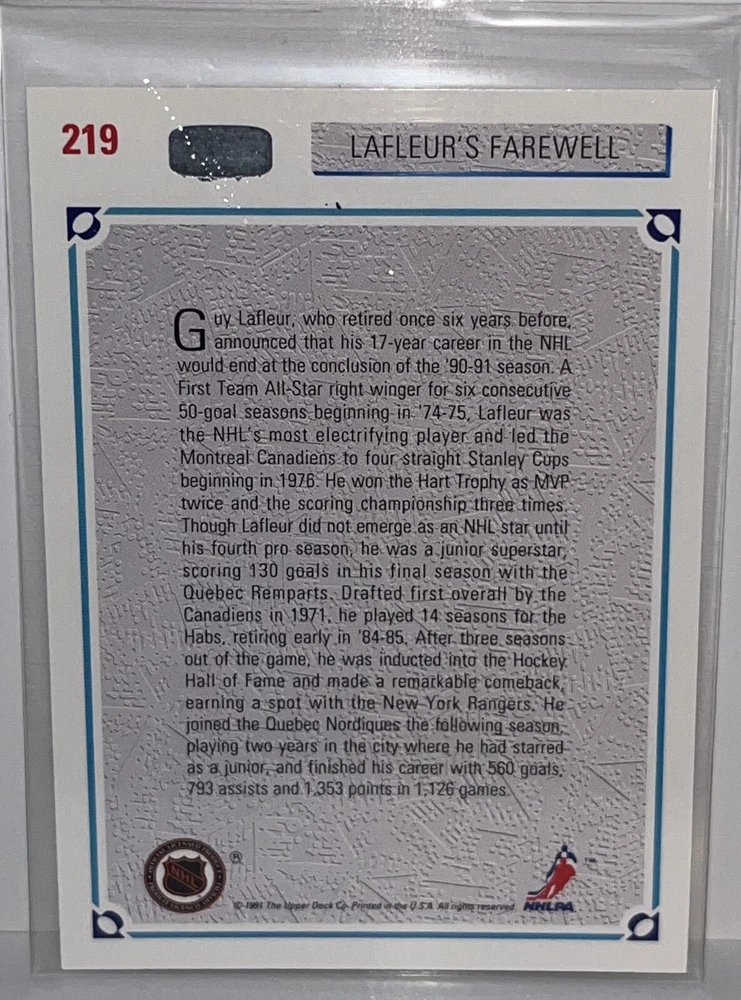 219
LAFLEUR'S FAREWELL
Guy Lafleur, who retired once six years before,
announced that his 17-year career in the NHL
would end at the conclusion of the '90-91 season. A
First Team All-Star right winger for six consecutive
50-goal seasons beginning in '74-75, Lafleur was
the NHL's most electrifying player and led the
Montreal Canadiens to four straight Stanley Cups
beginning in 1976. He won the Hart Trophy as MVP
twice and the scoring championship three times.
Though Lafleur did not emerge as an NHL star until
his fourth pro season, he was a junior superstar,
scoring 130 goals in his final season with the
Quebec Remparts. Drafted first overall by the
Canadiens in 1971, he played 14 seasons for the
Habs, retiring early in '84-85. After three seasons
out of the game, he was inducted into the Hockey
Hall of Fame and made a remarkable comeback,
earning a spot with the New York Rangers. He
joined the Quebec Nordiques the following season,
playing two years in the city where he had starred
as a junior, and finished his career with 560 goals,
793 assists and 1,353 points in 1,126 games.
NHL
®
© 1991 The Upper Deck Co. Printed in the U.S.A. All rights reserved.
NHLPA
™